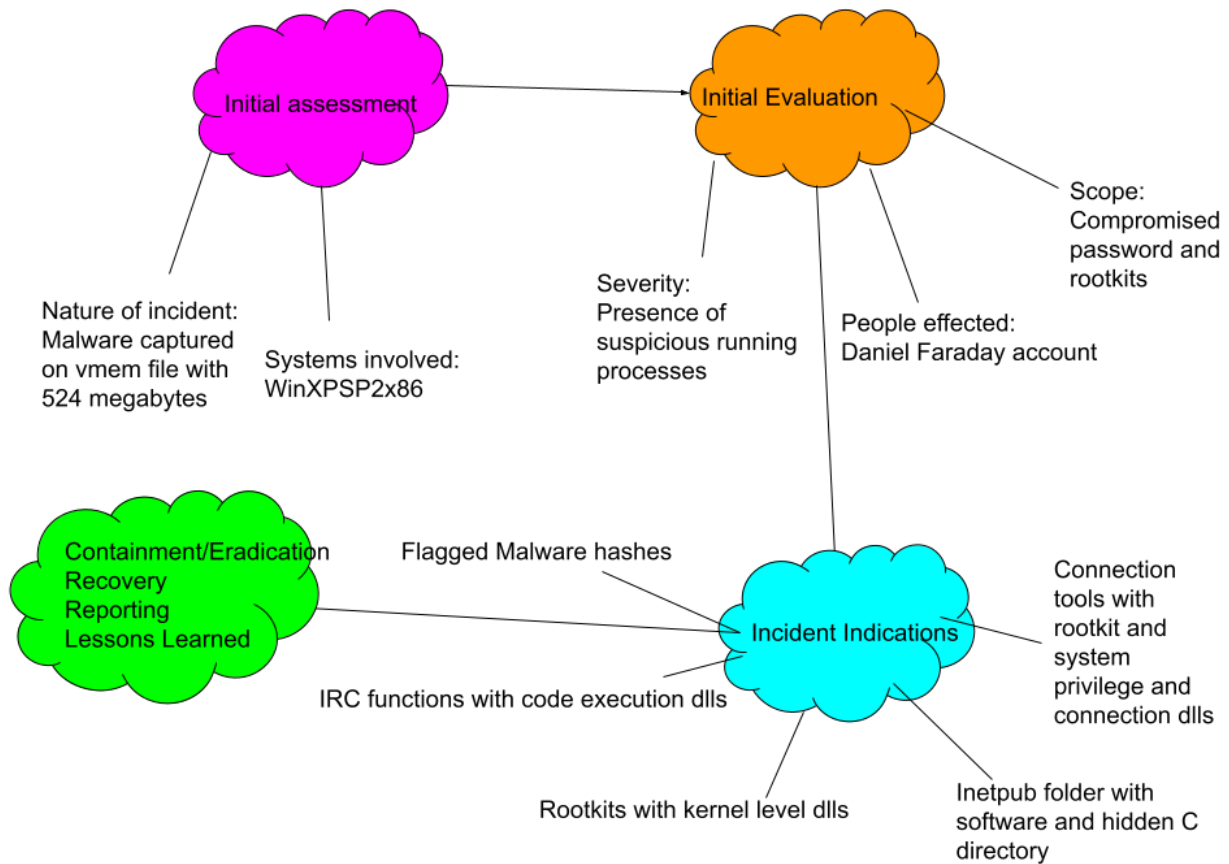 Initial assessment
Initial Evaluation
Nature of incident:
Malware captured
on vmem file with
524 megabytes
Systems involved:
WinXPSP2x86
Severity:
Presence of
suspicious running
processes
People effected:
Daniel Faraday account
Scope:
Compromised
password and
rootkits
Containment/Eradication
Recovery
Reporting
Lessons Learned
Flagged Malware hashes
Incident Indications
IRC functions with code execution dlls
Rootkits with kernel level dlls
Connection
tools with
rootkit and
system
privilege and
connection dlls
Inetpub folder with
software and hidden C
directory